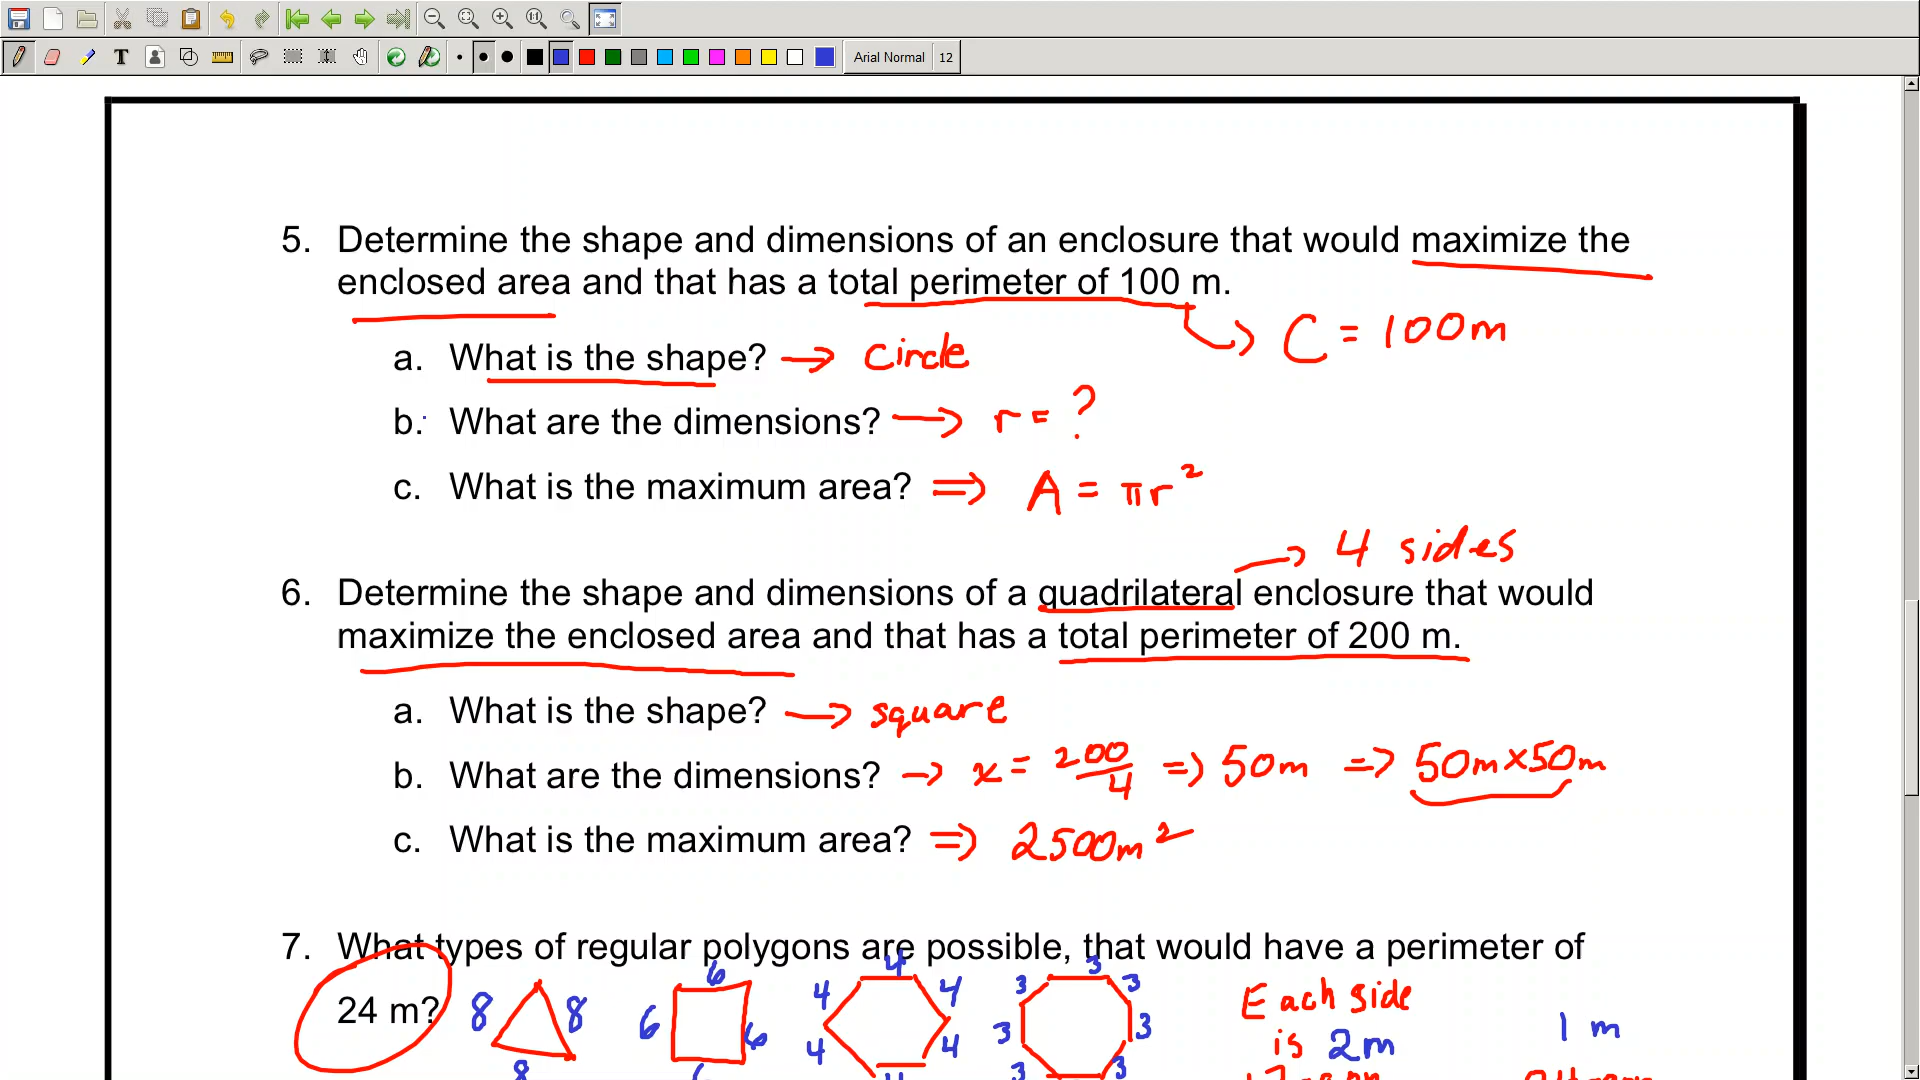 Arial Normal 12
5. Determine the shape and dimensions of an enclosure that would maximize the
enclosed area and that has a total perimeter of 100 m.
C = 100m
a. What is the shape? → circle
b. What are the dimensions? → r = ?
c. What is the maximum area? ⇒ A = πr²
4 sides
6. Determine the shape and dimensions of a quadrilateral enclosure that would
maximize the enclosed area and that has a total perimeter of 200 m.
a. What is the shape? → square
b. What are the dimensions? → x = 200/4 ⇒ 50m ⇒ 50m x 50m
c. What is the maximum area? ⇒ 2500m²
7. What types of regular polygons are possible, that would have a perimeter of
24 m?
8 8 8
6 6 6
4 4 4 4 4
3 3 3 3 3 3 3
Each side
is 2m
1 m